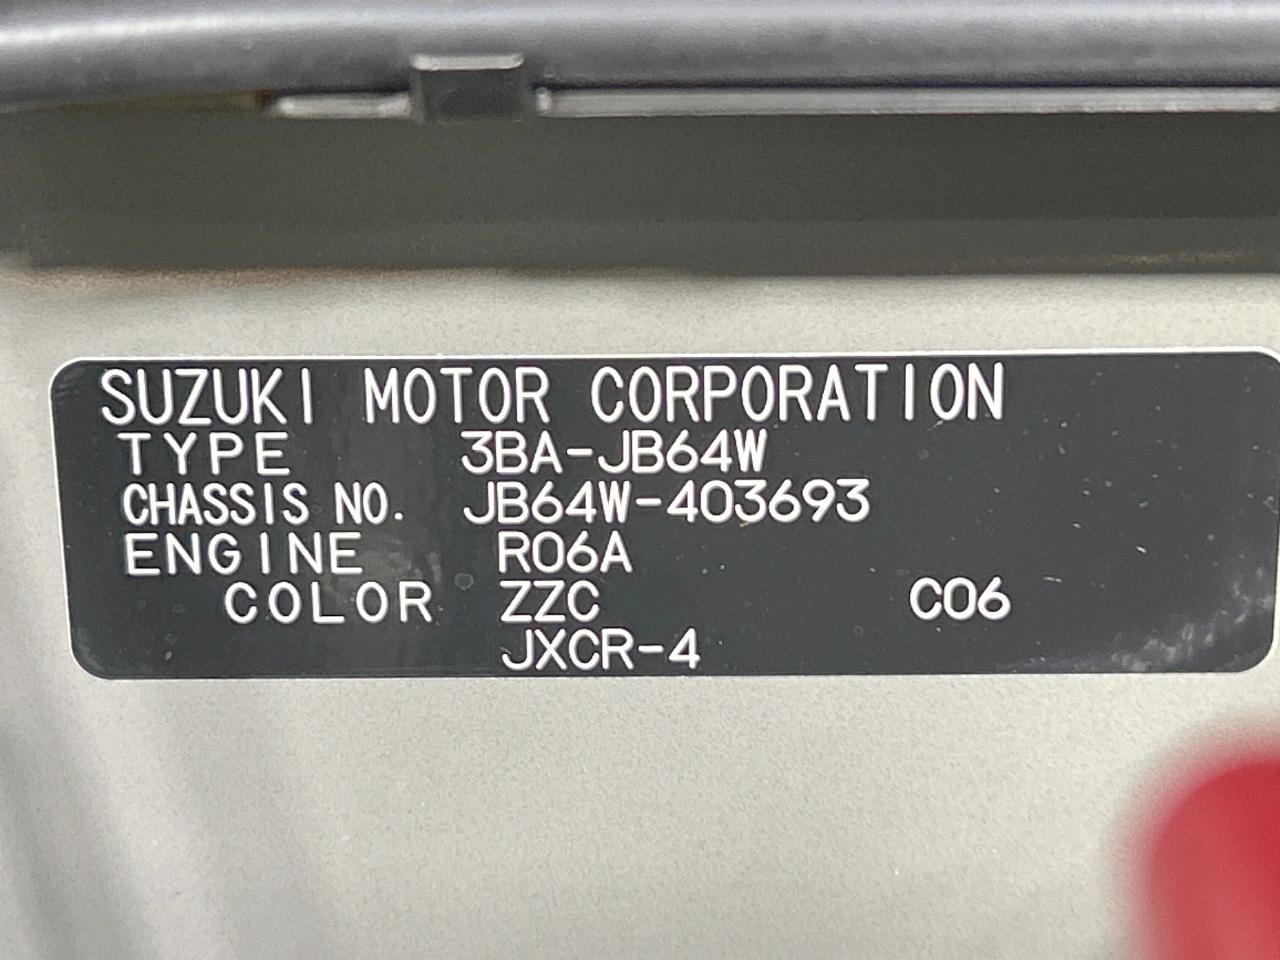 SUZUKI MOTOR CORPORATION
TYPE 3BA-JB64W
CHASSIS NO. JB64W-403693
ENGINE R06A
COLOR ZZC C06
JXCR-4